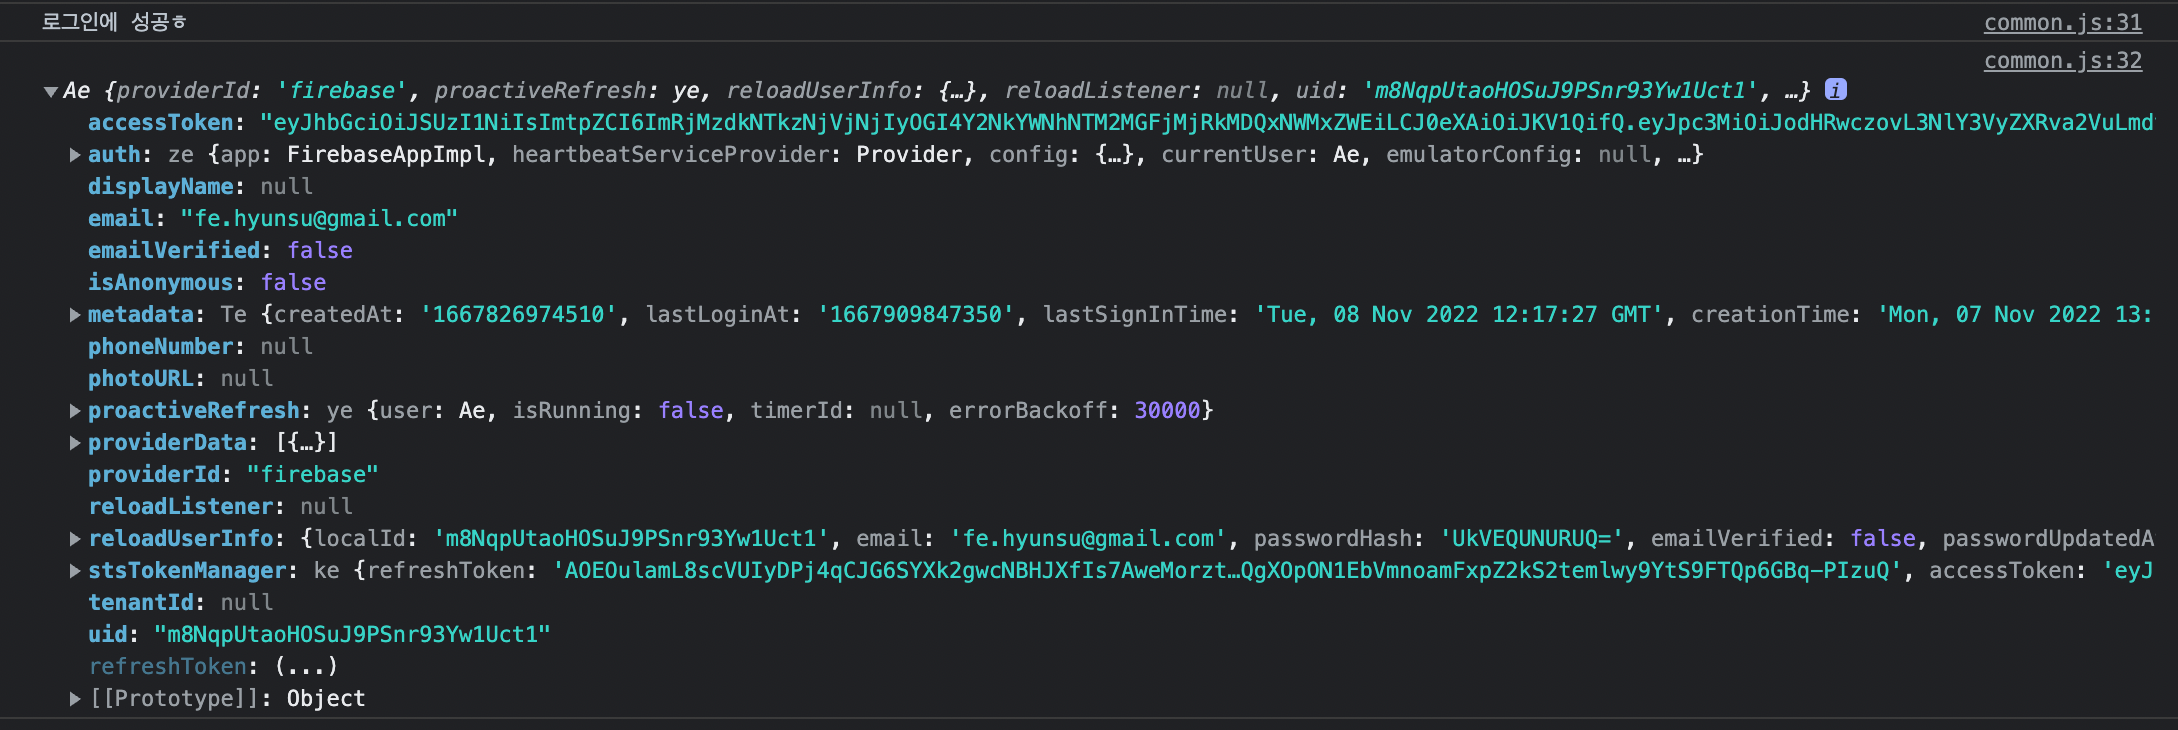 로그인에 성공ㅎ common.js:31
common.js:32
▼Ae {providerId: 'firebase', proactiveRefresh: ye, reloadUserInfo: {…}, reloadListener: null, uid: 'm8NqpUtaoHOSuJ9PSnr93Yw1Uct1', …} i
accessToken: "eyJhbGciOiJSUzI1NiIsImtpZCI6ImRjMzdkNTkzNjVjNjIyOGI4Y2NkYWNhNTM2MGFjMjRkMDQxNWMxZWEiLCJ0eXAiOiJKV1QifQ.eyJpc3MiOiJodHRwczovL3NlY3VyZXRva2VuLmd
▶auth: ze {app: FirebaseAppImpl, heartbeatServiceProvider: Provider, config: {…}, currentUser: Ae, emulatorConfig: null, …}
displayName: null
email: "fe.hyunsu@gmail.com"
emailVerified: false
isAnonymous: false
▶metadata: Te {createdAt: '1667826974510', lastLoginAt: '1667909847350', lastSignInTime: 'Tue, 08 Nov 2022 12:17:27 GMT', creationTime: 'Mon, 07 Nov 2022 13:
phoneNumber: null
photoURL: null
▶proactiveRefresh: ye {user: Ae, isRunning: false, timerId: null, errorBackoff: 30000}
▶providerData: [{…}]
providerId: "firebase"
reloadListener: null
▶reloadUserInfo: {localId: 'm8NqpUtaoHOSuJ9PSnr93Yw1Uct1', email: 'fe.hyunsu@gmail.com', passwordHash: 'UkVEQUNURUQ=', emailVerified: false, passwordUpdatedA
▶stsTokenManager: ke {refreshToken: 'AOEOulamL8scVUIyDPj4qCJG6SYXk2gwcNBHJXfIs7AweMorzt…QgXOpON1EbVmnoamFxpZ2kS2temlwy9YtS9FTQp6GBq-PIzuQ', accessToken: 'eyJ
tenantId: null
uid: "m8NqpUtaoHOSuJ9PSnr93Yw1Uct1"
refreshToken: (...)
▶[[Prototype]]: Object